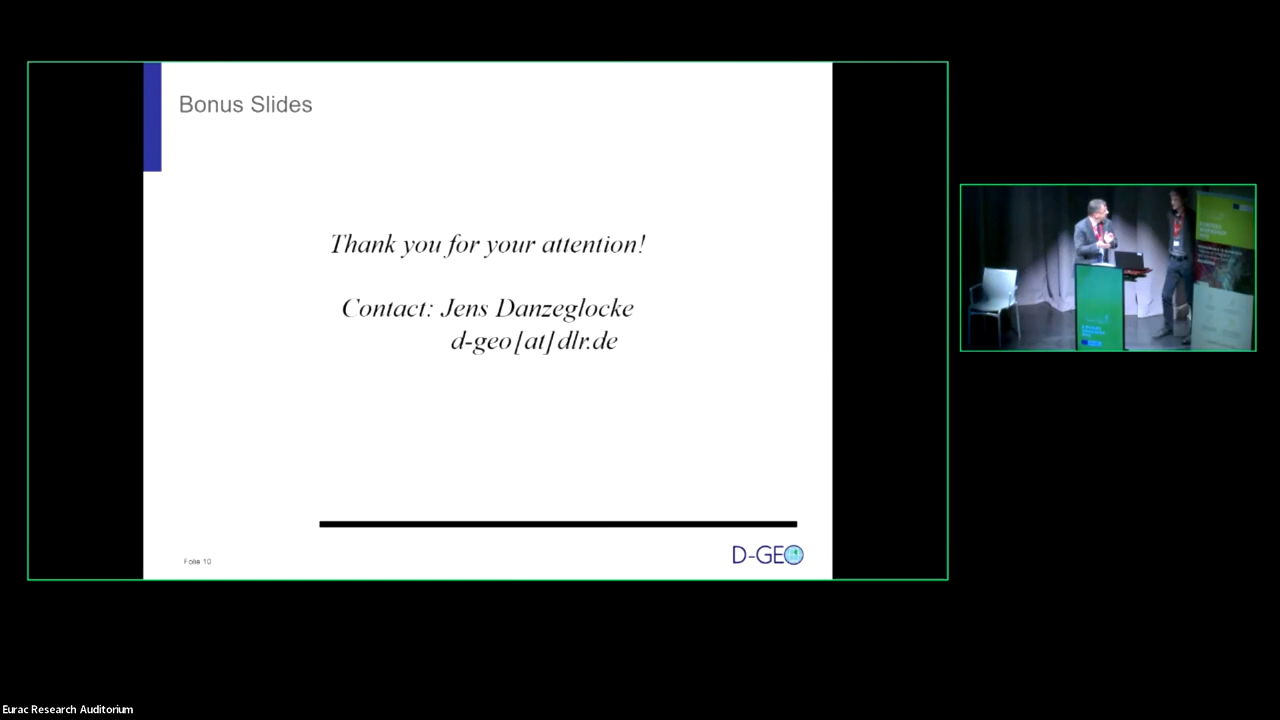 Bonus Slides
Thank you for your attention!
Contact: Jens Danzeglocke
d-geo[at]dlr.de
Folie 10
D-GEO
Eurac Research Auditorium